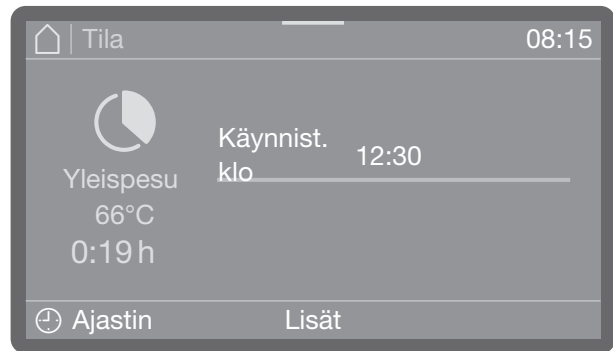 Tila 08:15
Käynnist.
klo 12:30
Yleispesu
66°C
0:19 h
Ajastin Lisät